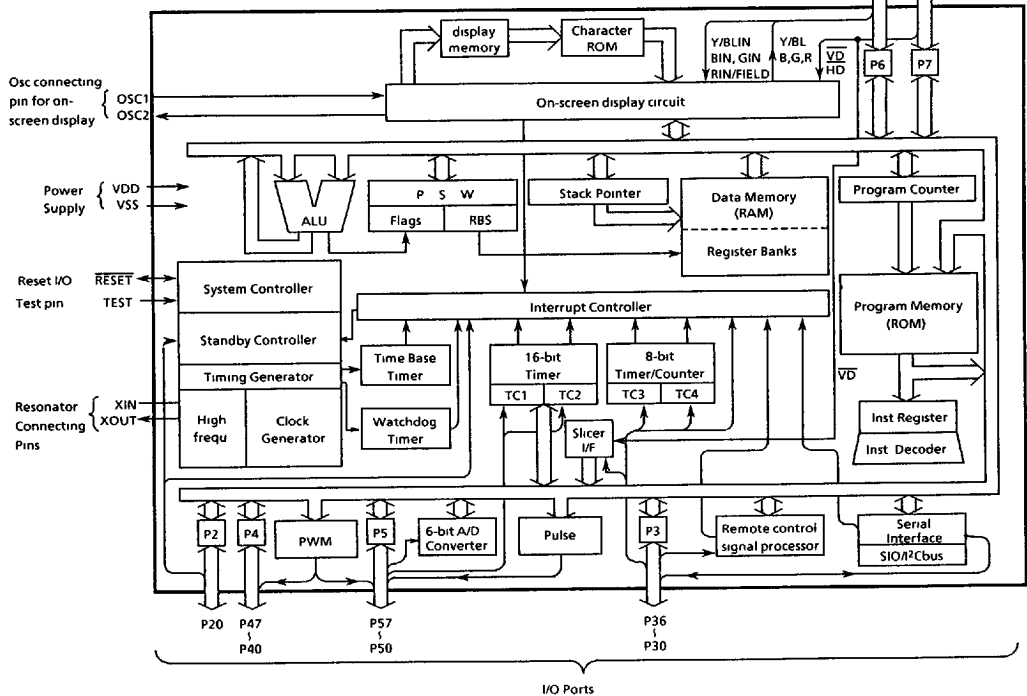 display
memory
Character
ROM
Y/BLIN
BIN, GIN
RIN/FIELD
Y/BL
B,G,R
VD
HD
P6
P7
Osc connecting
pin for on-
screen display
OSC1
OSC2
On-screen display circuit
Power
Supply
VDD
VSS
ALU
P S W
Flags
RBS
Stack Pointer
Data Memory
(RAM)
Register Banks
Program Counter
Reset I/O
RESET
Test pin
TEST
System Controller
Interrupt Controller
Program Memory
(ROM)
Standby Controller
Timing Generator
Time Base
Timer
16-bit
Timer
TC1
TC2
8-bit
Timer/Counter
TC3
TC4
VD
Resonator
Connecting
Pins
XIN
XOUT
High
frequ
Clock
Generator
Watchdog
Timer
Slicer
I/F
Inst Register
Inst Decoder
P2
P4
PWM
P5
6-bit A/D
Converter
Pulse
P3
Remote control
signal processor
Serial
Interface
SIO/I²Cbus
P20
P47
~
P40
P57
~
P50
P36
~
P30
I/O Ports